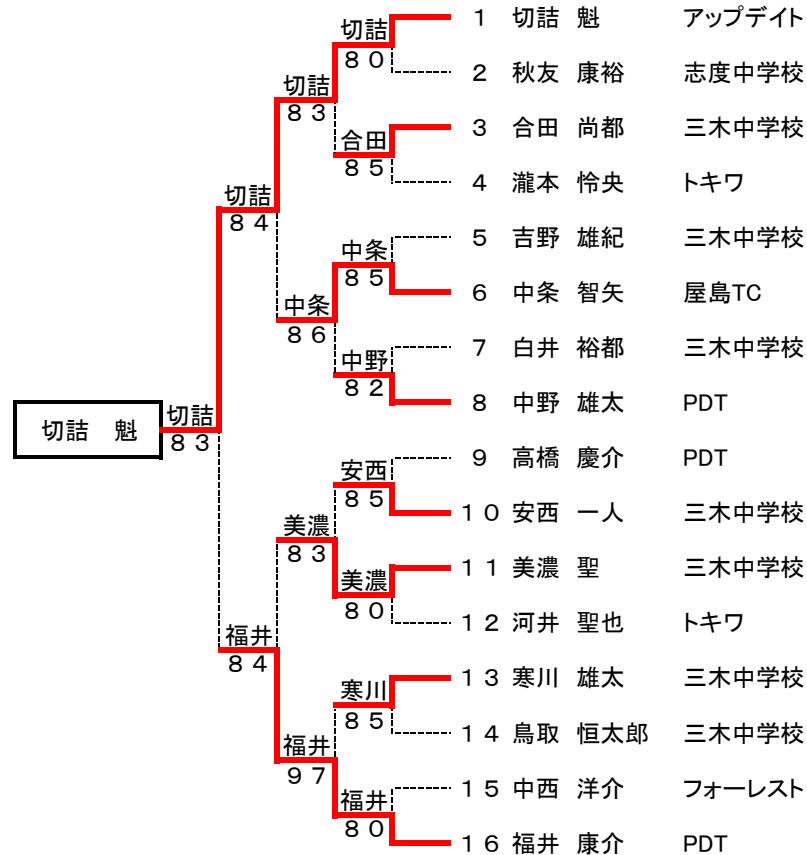 1 切詰 魁 アップデイト
切詰
８０
2 秋友 康裕 志度中学校
切詰
８３
3 合田 尚都 三木中学校
合田
８５
4 瀧本 怜央 トキワ
切詰
８４
5 吉野 雄紀 三木中学校
中条
８５
6 中条 智矢 屋島TC
中条
８６
7 白井 裕都 三木中学校
中野
８２
8 中野 雄太 PDT
切詰 魁
切詰
８３
9 高橋 慶介 PDT
安西
８５
１０ 安西 一人 三木中学校
美濃
８３
１１ 美濃 聖 三木中学校
美濃
８０
１２ 河井 聖也 トキワ
福井
８４
１３ 寒川 雄太 三木中学校
寒川
８５
１４ 鳥取 恒太郎 三木中学校
福井
９７
１５ 中西 洋介 フォーレスト
福井
８０
１６ 福井 康介 PDT